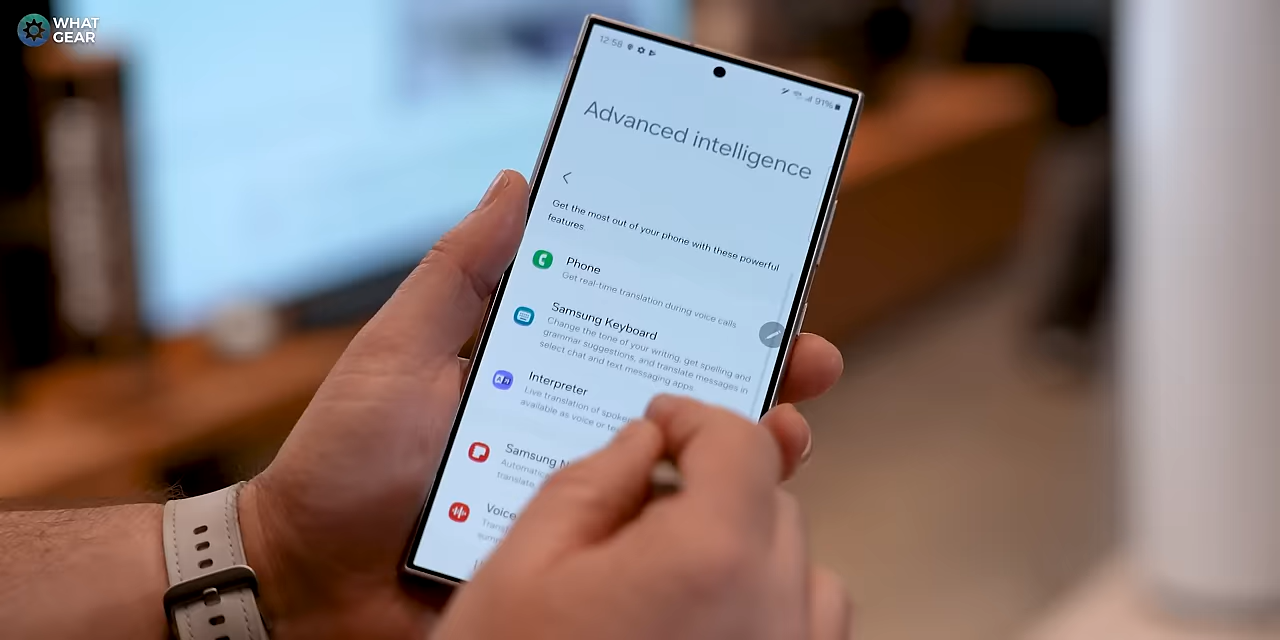 WHAT
GEAR
12:58
91%
Advanced intelligence
Get the most out of your phone with these powerful
features.
Phone
Get real-time translation during voice calls
Samsung Keyboard
Change the tone of your writing, get spelling and
grammar suggestions, and translate messages in
select chat and text messaging apps.
Interpreter
Live translation of
available as voice or
Samsung
translate
Voice